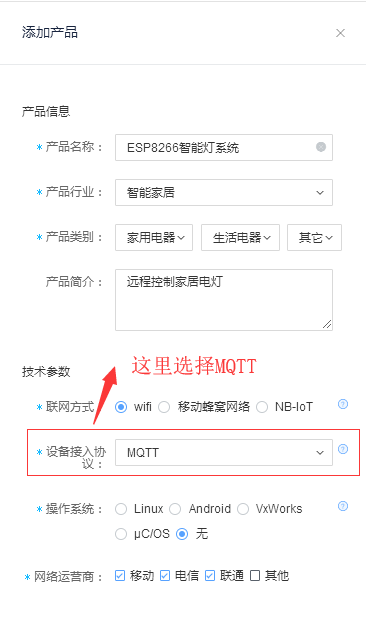 添加产品
产品信息
* 产品名称： ESP8266智能灯系统
* 产品行业： 智能家居
* 产品类别： 家用电器 生活电器 其它
产品简介： 远程控制家居电灯
这里选择MQTT
技术参数
* 联网方式 wifi 移动蜂窝网络 NB-IoT
* 设备接入协
议： MQTT
* 操作系统： Linux Android VxWorks
μC/OS 无
* 网络运营商： 移动 电信 联通 其他